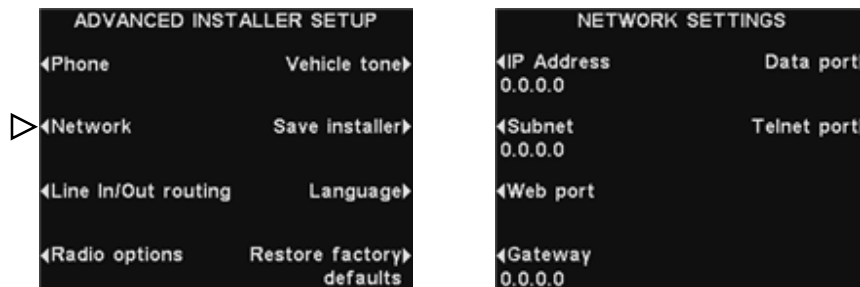 ADVANCED INSTALLER SETUP
Phone
Vehicle tone
Network
Save installer
Line In/Out routing
Language
Radio options
Restore factory
defaults
NETWORK SETTINGS
IP Address
0.0.0.0
Data port
Subnet
0.0.0.0
Telnet port
Web port
Gateway
0.0.0.0